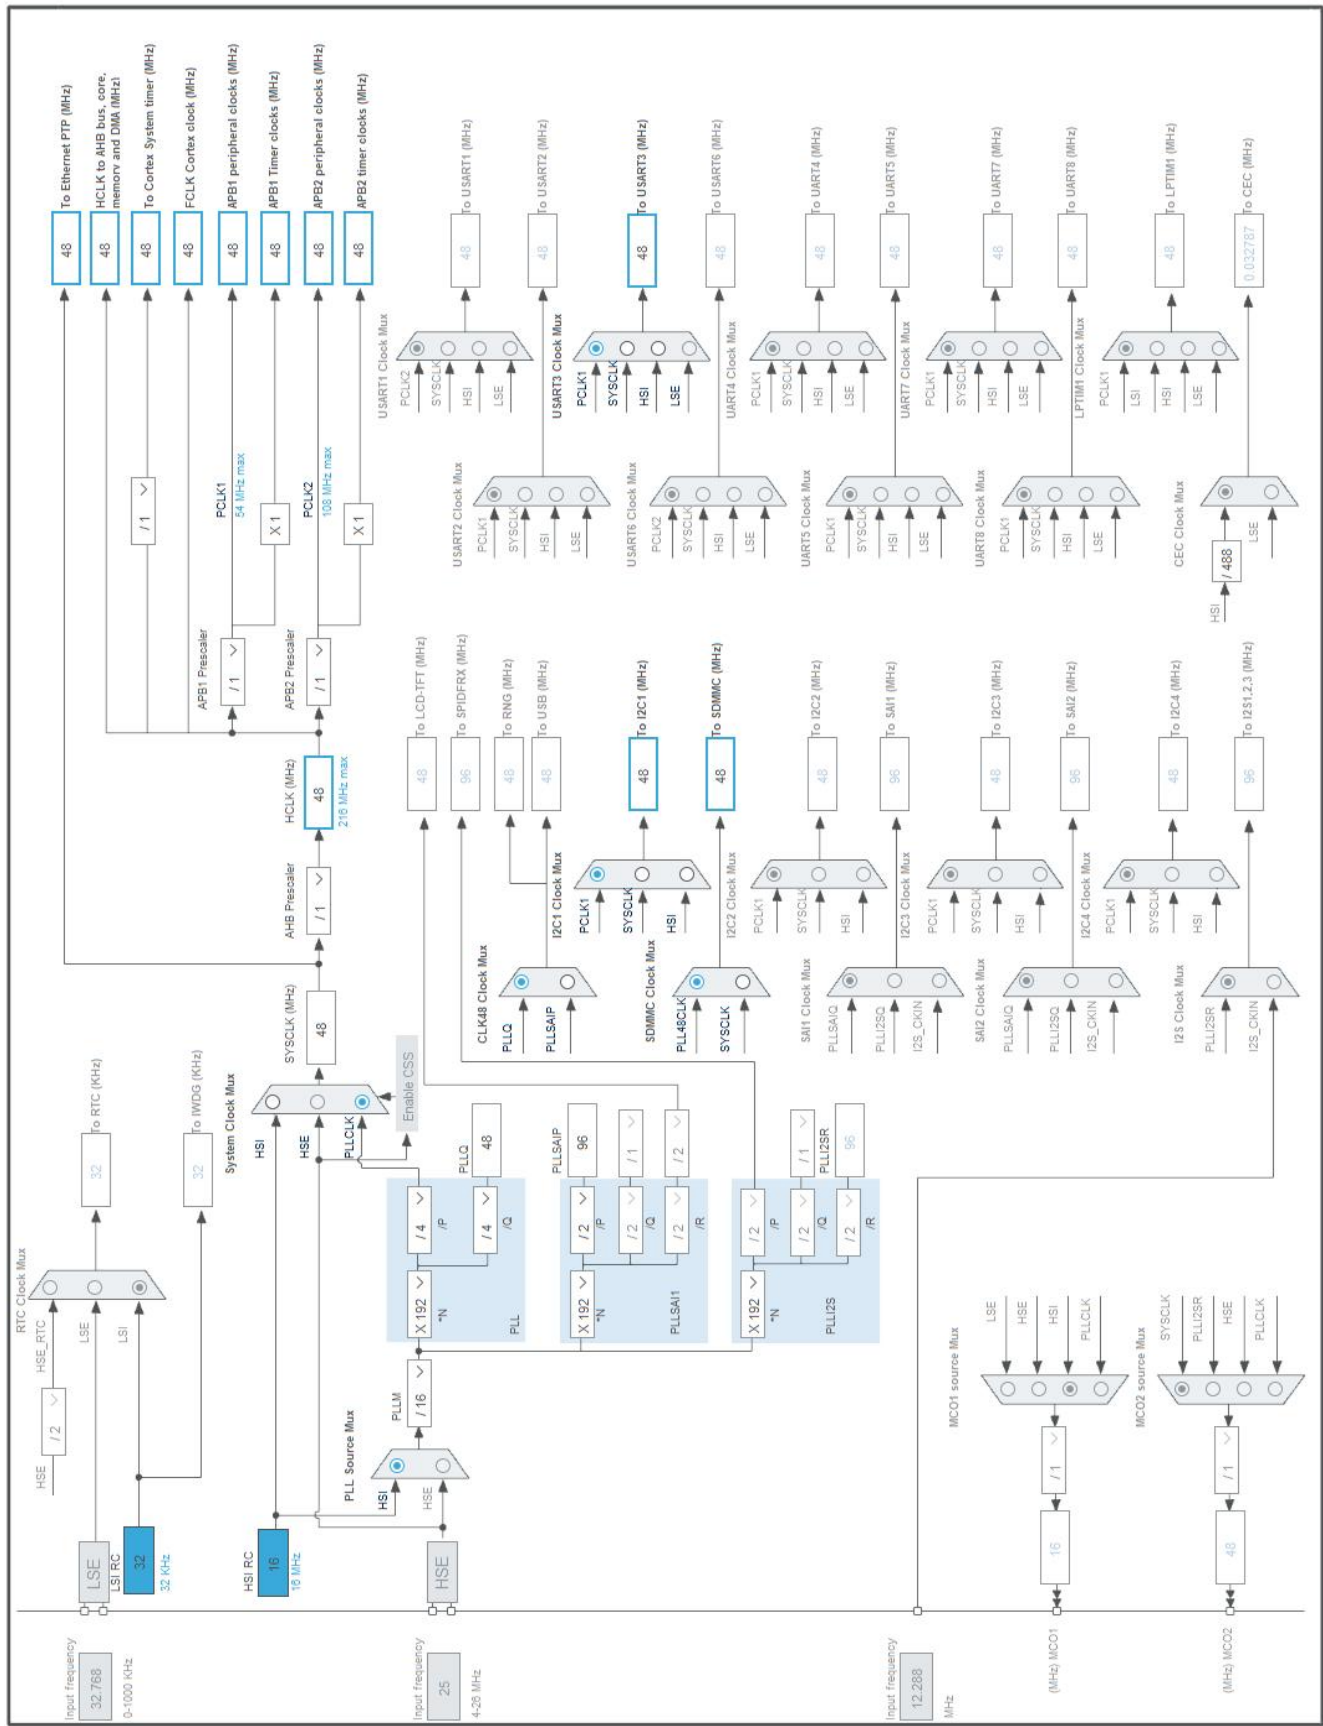 Input frequency
32.768
0-1000 KHz
LSE
LSI RC
32
32 KHz
HSE
/ 2
HSE_RTC
LSE
LSI
RTC Clock Mux
32
To RTC (KHz)
32
To IWDG (KHz)
48
To Ethernet PTP (MHz)
48
HCLK to AHB bus, core,
memory and DMA (MHz)
/ 1
48
To Cortex System timer (MHz)
48
FCLK Cortex clock (MHz)
APB1 Prescaler
/ 1
PCLK1
54 MHz max
48
APB1 peripheral clocks (MHz)
X 1
48
APB1 Timer clocks (MHz)
APB2 Prescaler
/ 1
PCLK2
108 MHz max
48
APB2 peripheral clocks (MHz)
X 1
48
APB2 timer clocks (MHz)
HSI RC
16
16 MHz
System Clock Mux
HSI
HSE
PLLCLK
SYSCLK (MHz)
48
AHB Prescaler
/ 1
HCLK (MHz)
48
216 MHz max
Enable CSS
Input frequency
25
4-26 MHz
HSE
PLL Source Mux
HSI
HSE
PLLM
/ 16
X 192
*N
/ 4
/P
/ 4
/Q
PLLQ
48
PLL
X 192
*N
/ 2
/P
PLLSAIP
96
/ 2
/Q
/ 1
/ 2
/R
/ 2
PLLSAI1
X 192
*N
/ 2
/P
/ 2
/Q
/ 1
/ 2
/R
PLLI2SR
96
PLLI2S
48
To LCD-TFT (MHz)
96
To SPIDFRX (MHz)
48
To RNG (MHz)
48
To USB (MHz)
CLK48 Clock Mux
PLLQ
PLLSAIP
I2C1 Clock Mux
PCLK1
SYSCLK
HSI
48
To I2C1 (MHz)
SDMMC Clock Mux
PLL48CLK
SYSCLK
48
To SDMMC (MHz)
I2C2 Clock Mux
PCLK1
SYSCLK
HSI
48
To I2C2 (MHz)
SAI1 Clock Mux
PLLSAIQ
PLLI2SQ
I2S_CKIN
96
To SAI1 (MHz)
I2C3 Clock Mux
PCLK1
SYSCLK
HSI
48
To I2C3 (MHz)
SAI2 Clock Mux
PLLSAIQ
PLLI2SQ
I2S_CKIN
96
To SAI2 (MHz)
I2C4 Clock Mux
PCLK1
SYSCLK
HSI
48
To I2C4 (MHz)
I2S Clock Mux
PLLI2SR
I2S_CKIN
96
To I2S1,2,3 (MHz)
USART1 Clock Mux
PCLK2
SYSCLK
HSI
LSE
48
To USART1 (MHz)
USART2 Clock Mux
PCLK1
SYSCLK
HSI
LSE
48
To USART2 (MHz)
USART3 Clock Mux
PCLK1
SYSCLK
HSI
LSE
48
To USART3 (MHz)
USART6 Clock Mux
PCLK2
SYSCLK
HSI
LSE
48
To USART6 (MHz)
UART4 Clock Mux
PCLK1
SYSCLK
HSI
LSE
48
To UART4 (MHz)
UART5 Clock Mux
PCLK1
SYSCLK
HSI
LSE
48
To UART5 (MHz)
UART7 Clock Mux
PCLK1
SYSCLK
HSI
LSE
48
To UART7 (MHz)
UART8 Clock Mux
PCLK1
SYSCLK
HSI
LSE
48
To UART8 (MHz)
LPTIM1 Clock Mux
PCLK1
LSI
HSI
LSE
48
To LPTIM1 (MHz)
CEC Clock Mux
HSI
/ 488
LSE
0.032787
To CEC (MHz)
Input frequency
12.288
MHz
(MHz) MCO1
16
/ 1
MCO1 source Mux
LSE
HSE
HSI
PLLCLK
(MHz) MCO2
48
/ 1
MCO2 source Mux
SYSCLK
PLLI2SR
HSE
PLLCLK